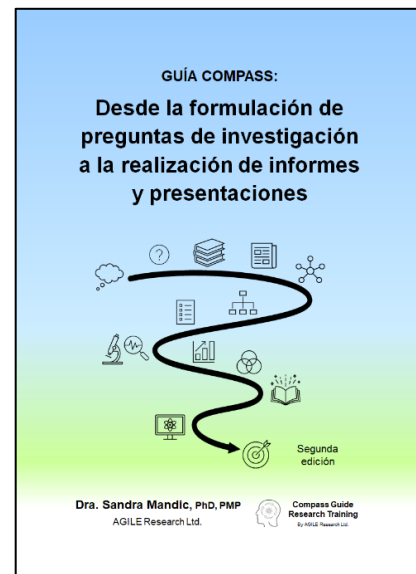 GUÍA COMPASS:
Desde la formulación de
preguntas de investigación
a la realización de informes
y presentaciones
?
Segunda
edición
Dra. Sandra Mandic, PhD, PMP
AGILE Research Ltd.
Compass Guide
Research Training
By AGILE Research Ltd.